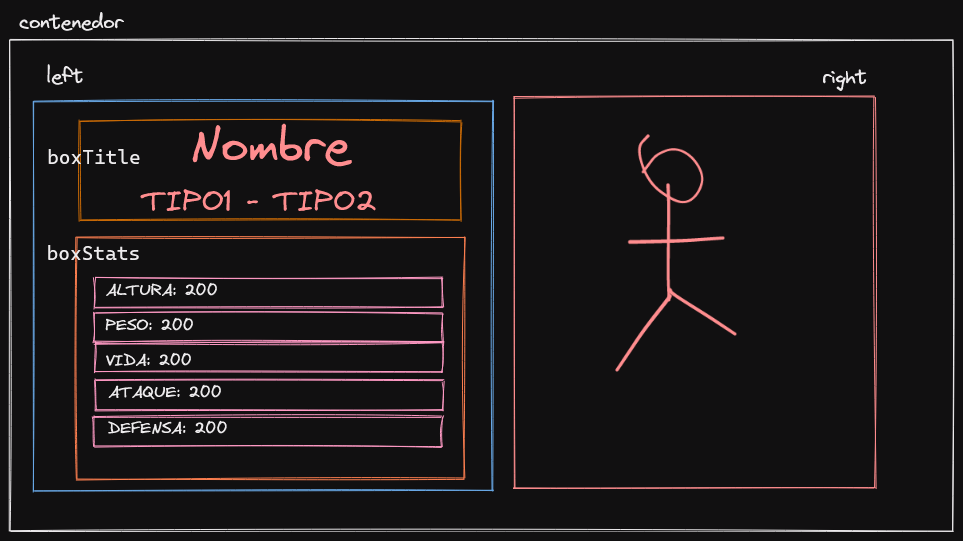 contenedor
left
right
boxTitle
Nombre
TIPO1 - TIPO2
boxStats
ALTURA: 200
PESO: 200
VIDA: 200
ATAQUE: 200
DEFENSA: 200